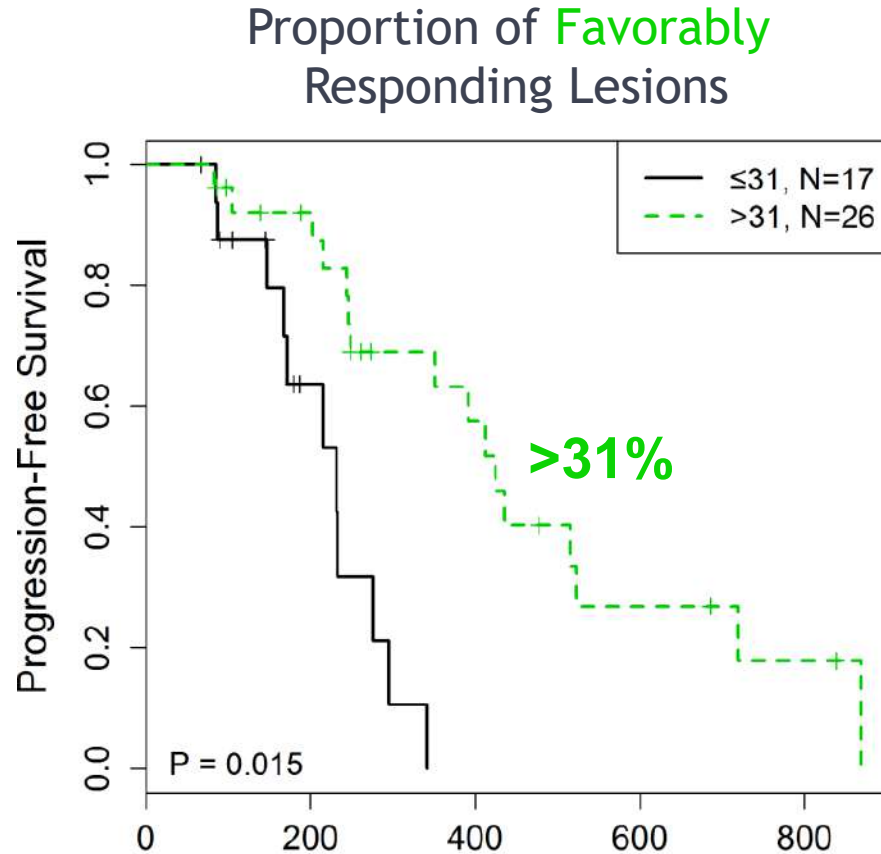 Proportion of Favorably
Responding Lesions
≤31, N=17
>31, N=26
1.0
0.8
0.6
0.4
0.2
0.0
Progression-Free Survival
>31%
P = 0.015
0 200 400 600 800